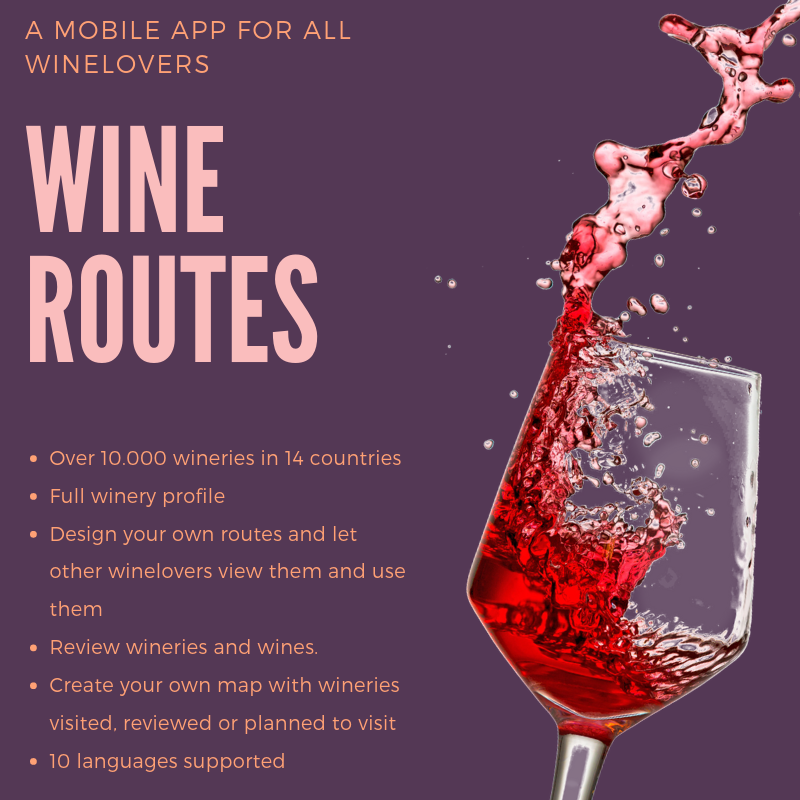 A MOBILE APP FOR ALL
WINELOVERS
WINE
ROUTES
• Over 10.000 wineries in 14 countries
• Full winery profile
• Design your own routes and let
other winelovers view them and use
them
• Review wineries and wines.
• Create your own map with wineries
visited, reviewed or planned to visit
• 10 languages supported